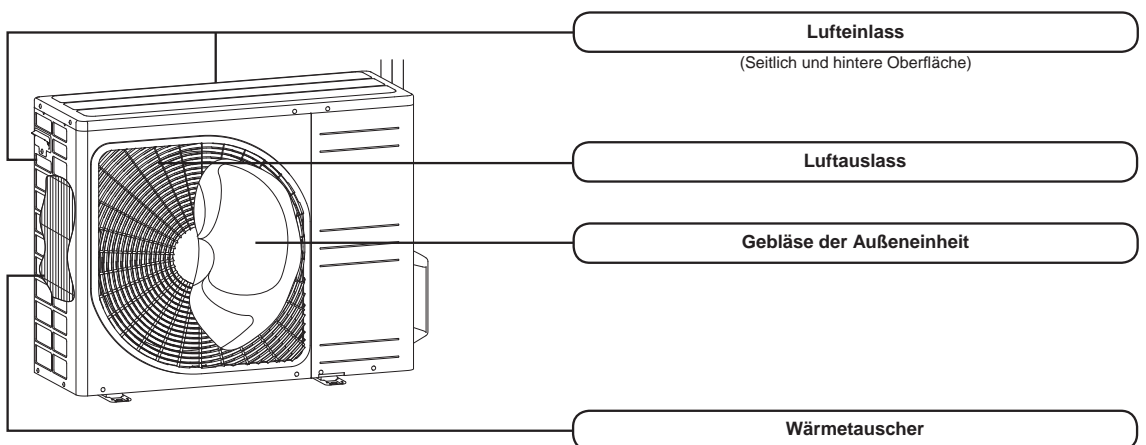 Lufteinlass
(Seitlich und hintere Oberfläche)
Luftauslass
Gebläse der Außeneinheit
Wärmetauscher